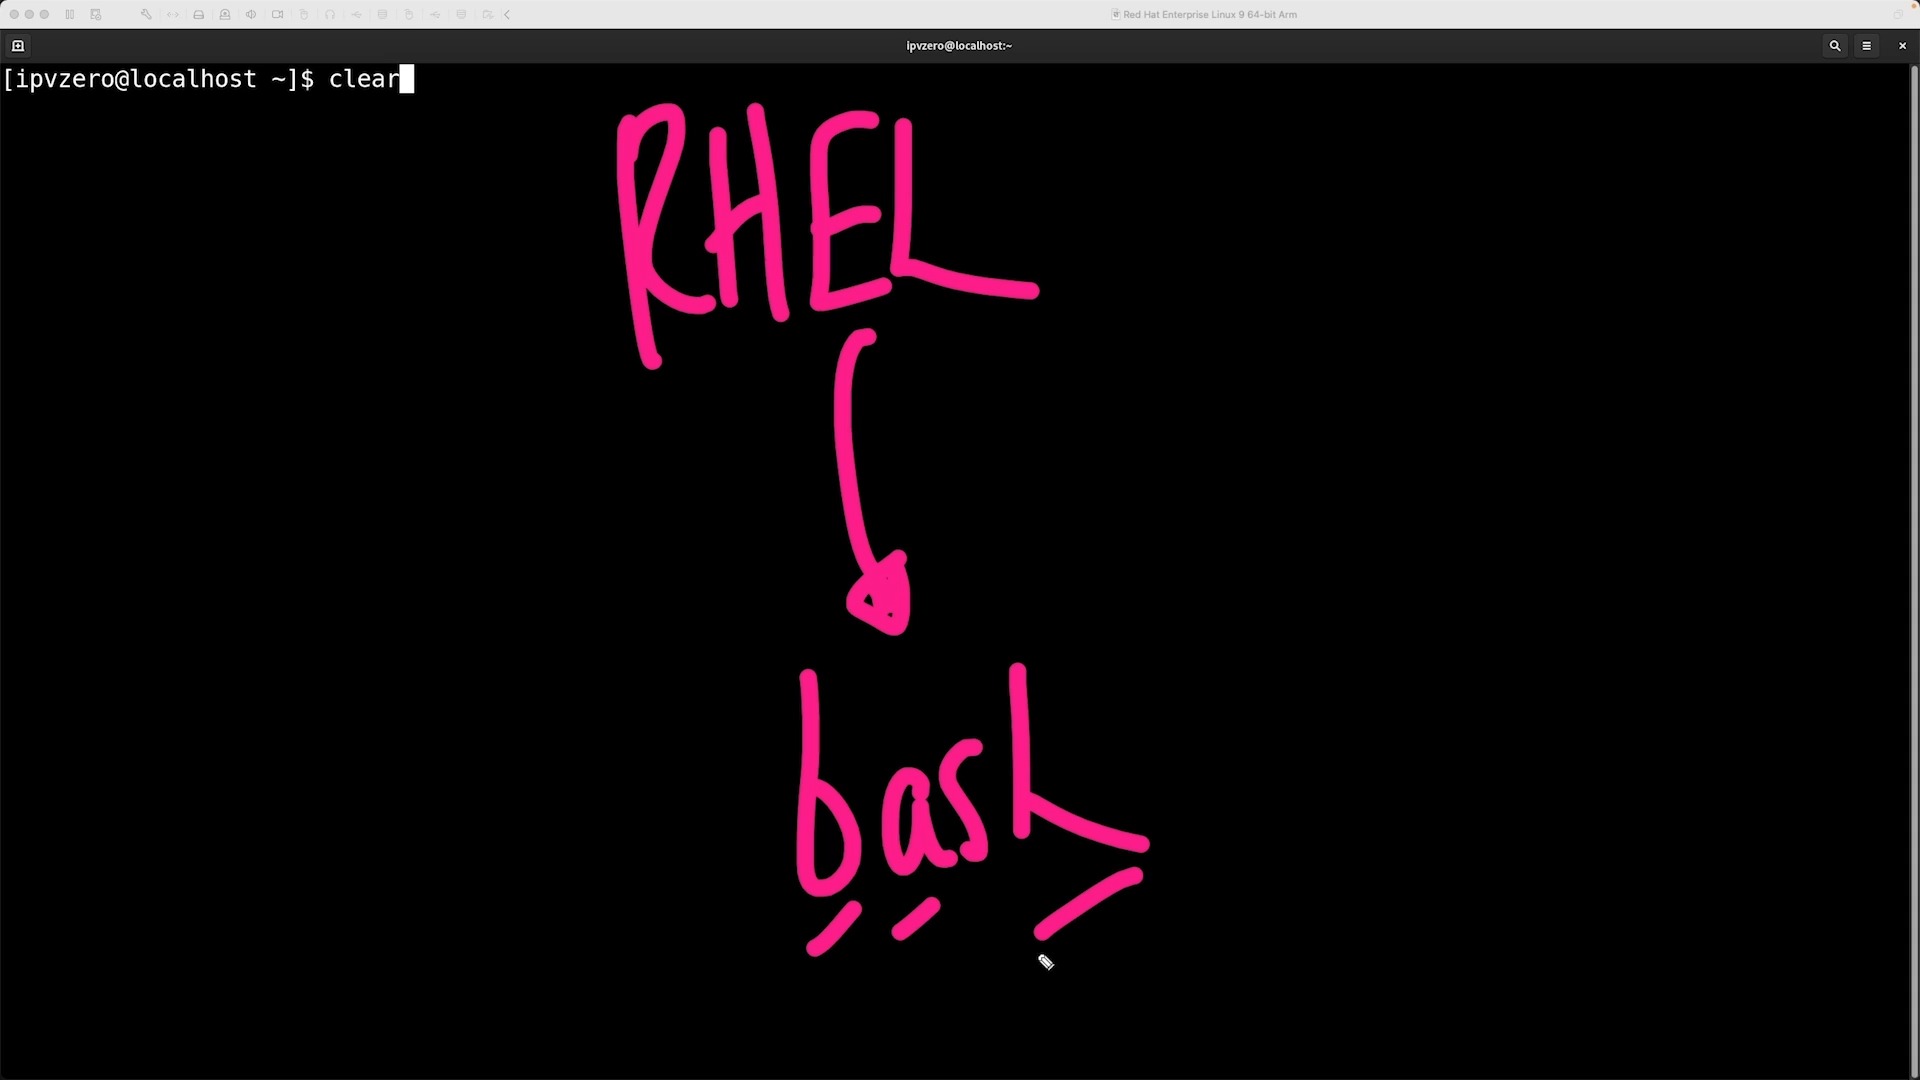 Red Hat Enterprise Linux 9 64-bit Arm
ipvzero@localhost:~
[ipvzero@localhost ~]$ clear
RHEL
bash